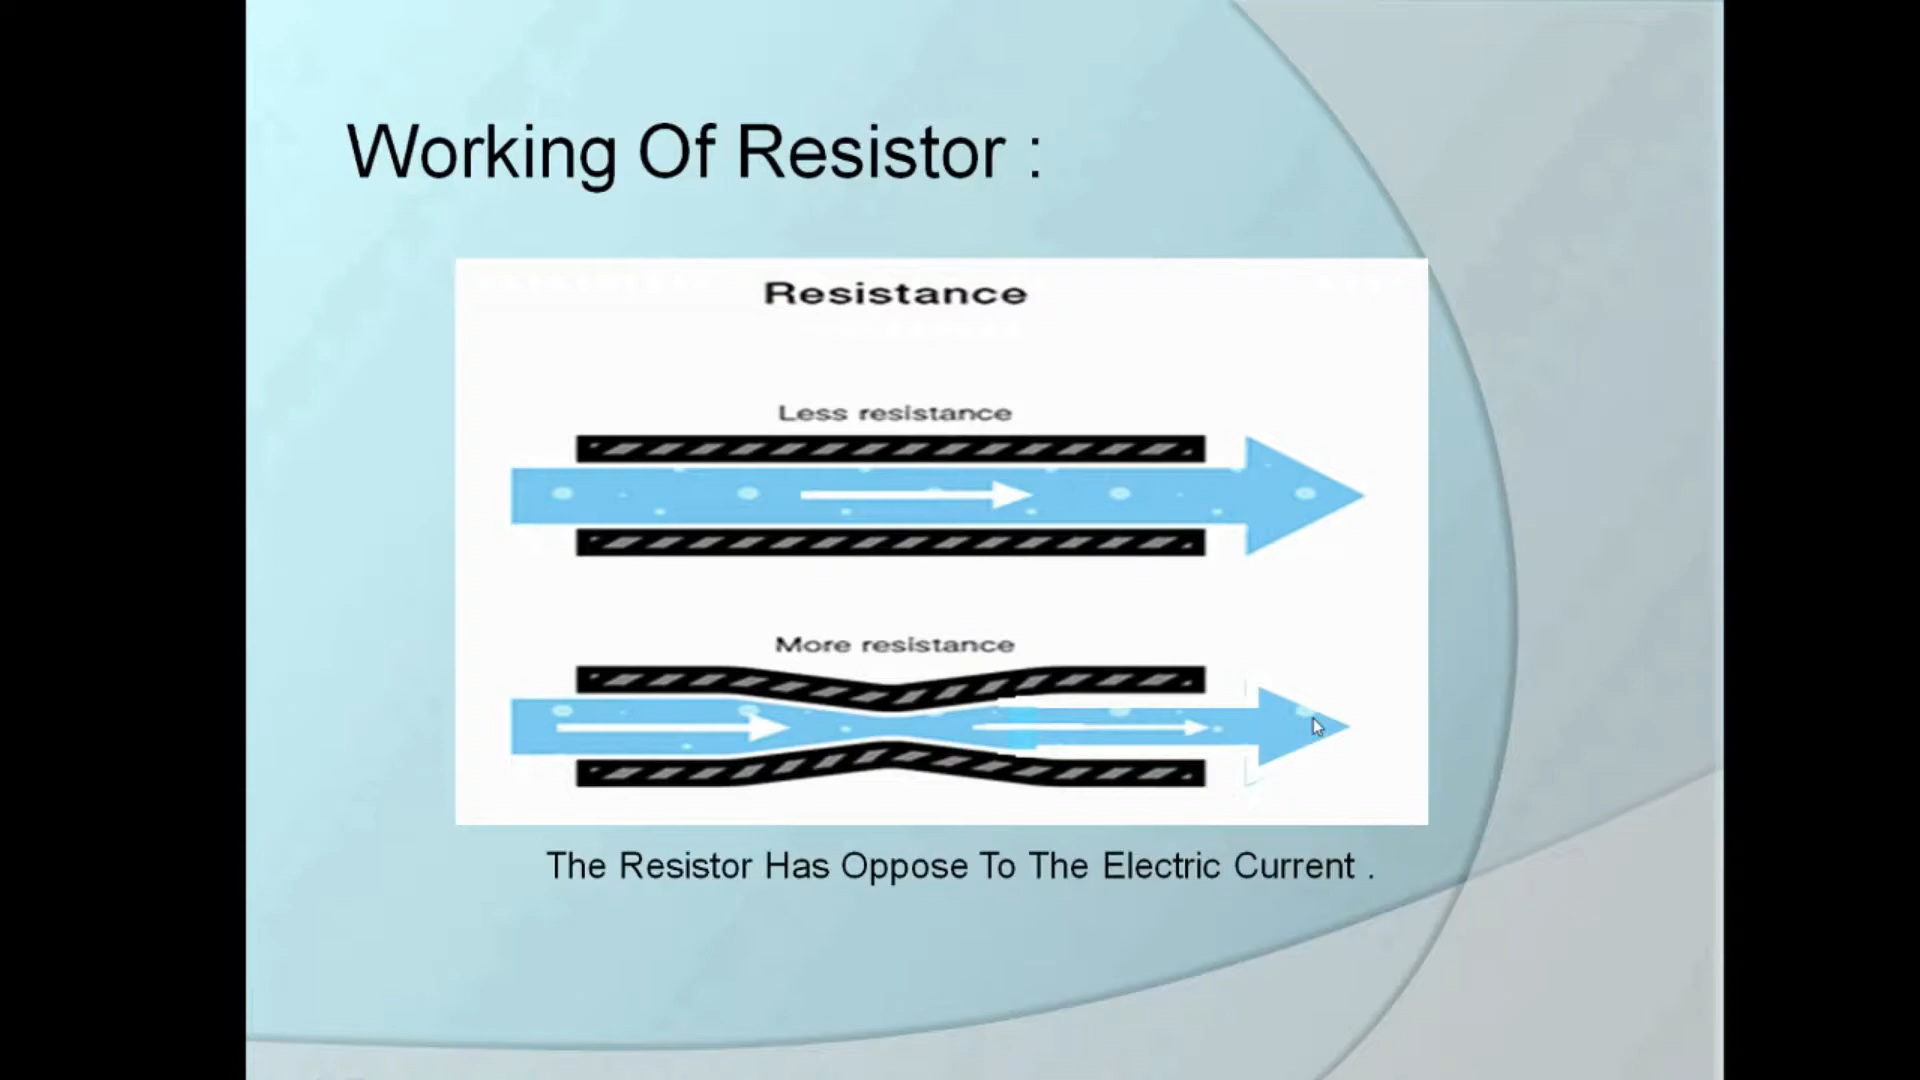 Working Of Resistor :
Resistance
Less resistance
More resistance
The Resistor Has Oppose To The Electric Current .